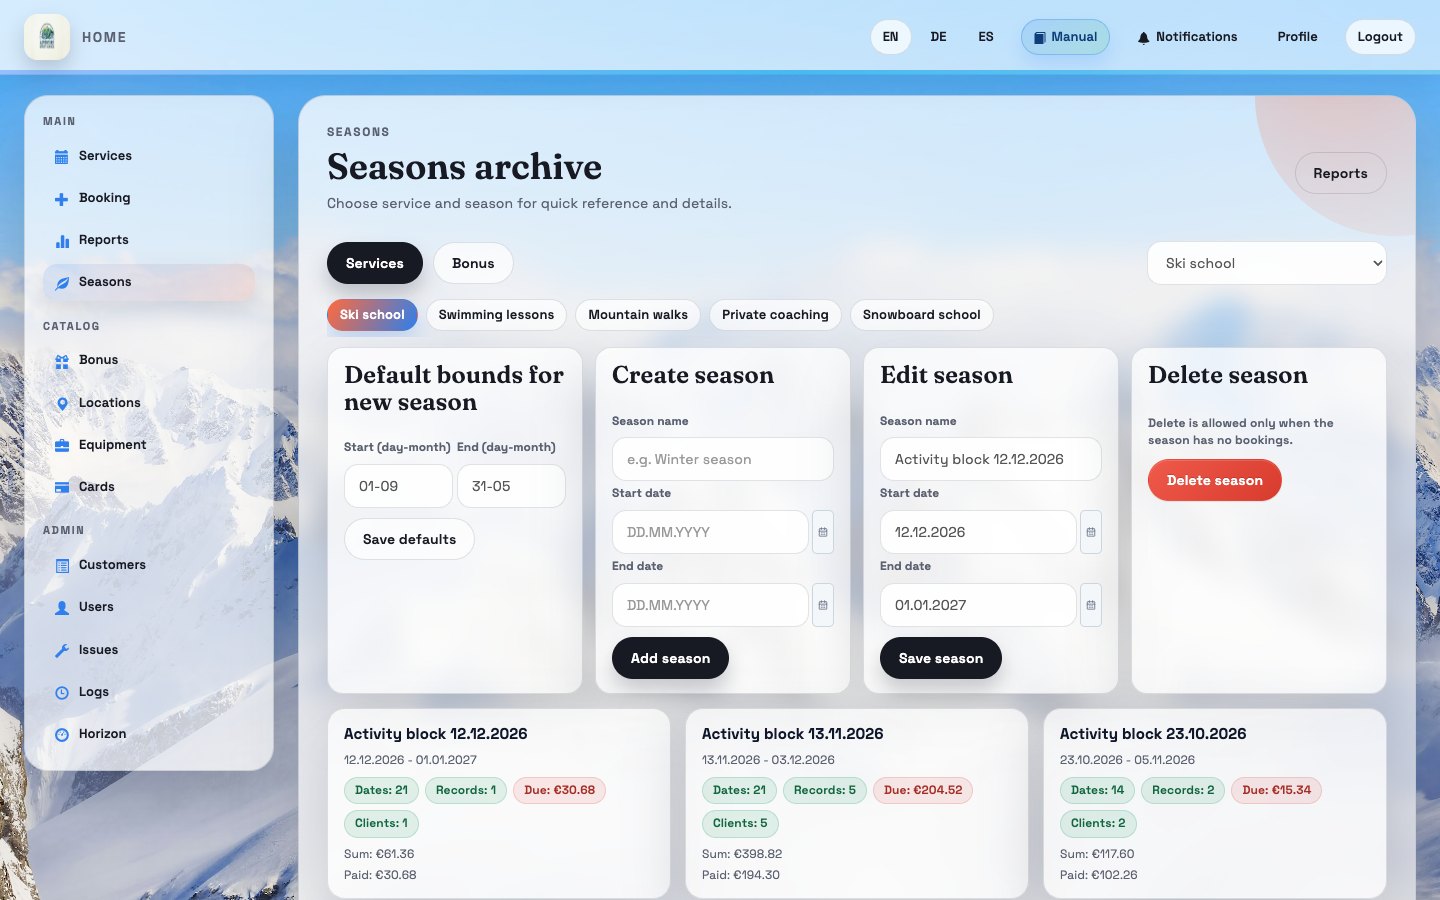 HOME
EN
DE
ES
Manual
Notifications
Profile
Logout
MAIN
Services
Booking
Reports
Seasons
CATALOG
Bonus
Locations
Equipment
Cards
ADMIN
Customers
Users
Issues
Logs
Horizon
SEASONS
Seasons archive
Choose service and season for quick reference and details.
Reports
Services
Bonus
Ski school
Ski school
Swimming lessons
Mountain walks
Private coaching
Snowboard school
Default bounds for
new season
Start (day-month) End (day-month)
01-09
31-05
Save defaults
Create season
Season name
e.g. Winter season
Start date
DD.MM.YYYY
End date
DD.MM.YYYY
Add season
Edit season
Season name
Activity block 12.12.2026
Start date
12.12.2026
End date
01.01.2027
Save season
Delete season
Delete is allowed only when the
season has no bookings.
Delete season
Activity block 12.12.2026
12.12.2026 - 01.01.2027
Dates: 21
Records: 1
Due: €30.68
Clients: 1
Sum: €61.36
Paid: €30.68
Activity block 13.11.2026
13.11.2026 - 03.12.2026
Dates: 21
Records: 5
Due: €204.52
Clients: 5
Sum: €398.82
Paid: €194.30
Activity block 23.10.2026
23.10.2026 - 05.11.2026
Dates: 14
Records: 2
Due: €15.34
Clients: 2
Sum: €117.60
Paid: €102.26